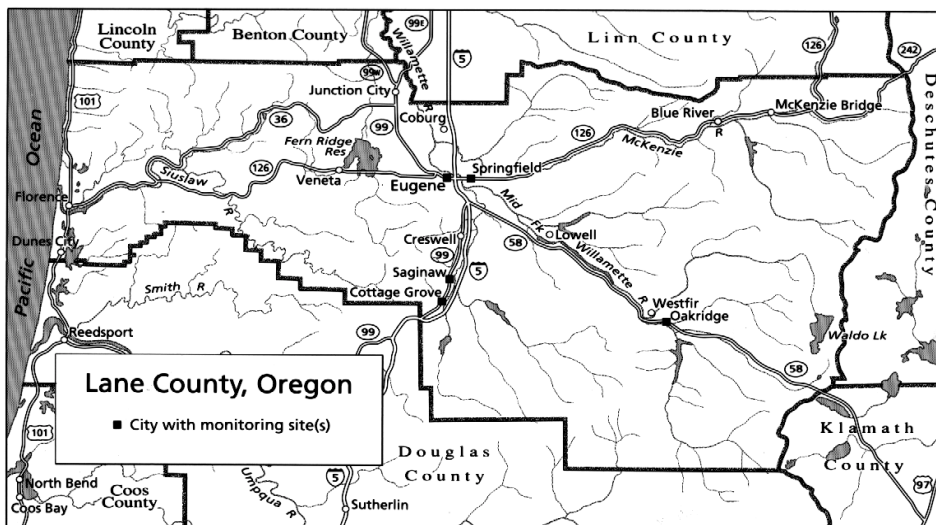 Lincoln
County
Benton County
99E
Willamette R
5
Linn County
126
242
99W
101
Junction City
Blue River
McKenzie Bridge
36
99
Coburg
126
McKenzie
R
Fern Ridge
Res
Deschutes County
Pacific Ocean
Siuslaw
R
126
Veneta
Eugene
Springfield
Florence
Mid Fk Willamette R
Dunes City
Creswell
99
58
Lowell
Saginaw
5
Smith R
Cottage Grove
Westfir
Oakridge
Reedsport
99
Waldo Lk
Lane County, Oregon
■ City with monitoring site(s)
58
101
Douglas
County
Klamath
County
North Bend
Coos
County
Umpqua R
5
97
Coos Bay
Sutherlin